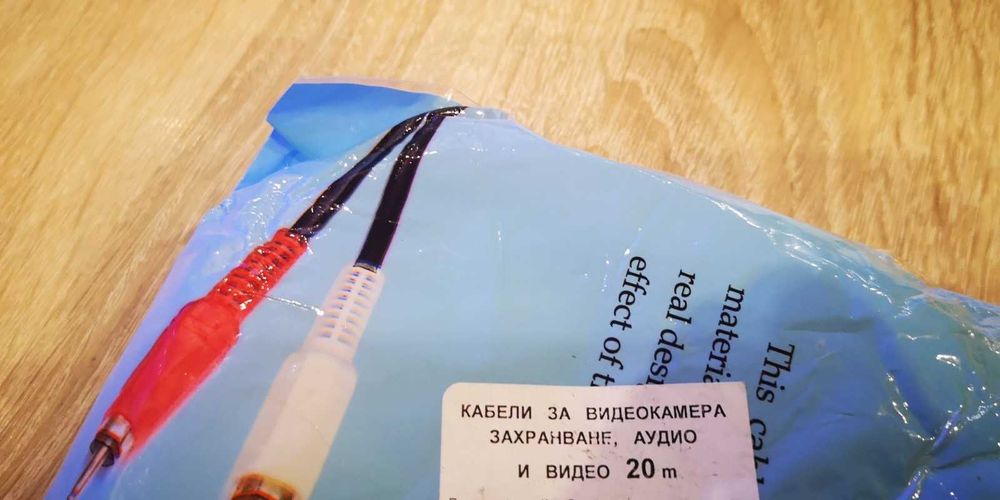 This
materia
real desi
effect of t
КАБЕЛИ ЗА ВИДЕОКАМЕРА
ЗАХРАНВАНЕ, АУДИО
И ВИДЕО 20 m